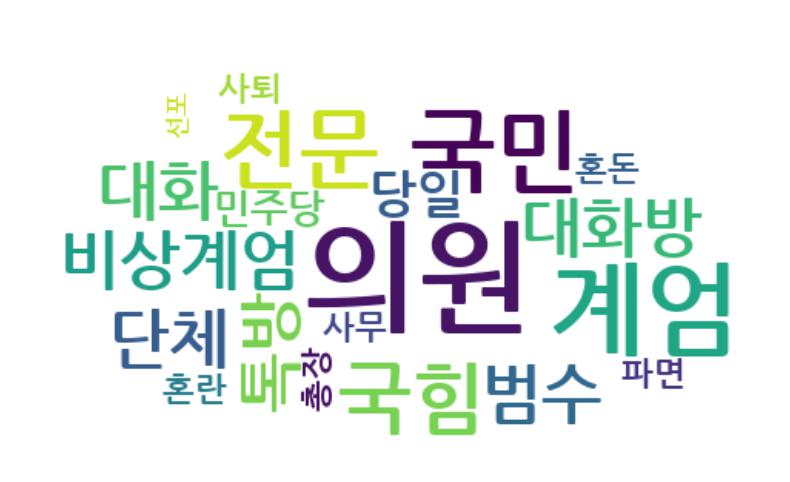 사퇴
선포
전문
국민
혼돈
대화
민주당
당일
대화방
비상계엄
의원
계엄
단체
톡방
사무
혼란
총장
국힘
범수
파면